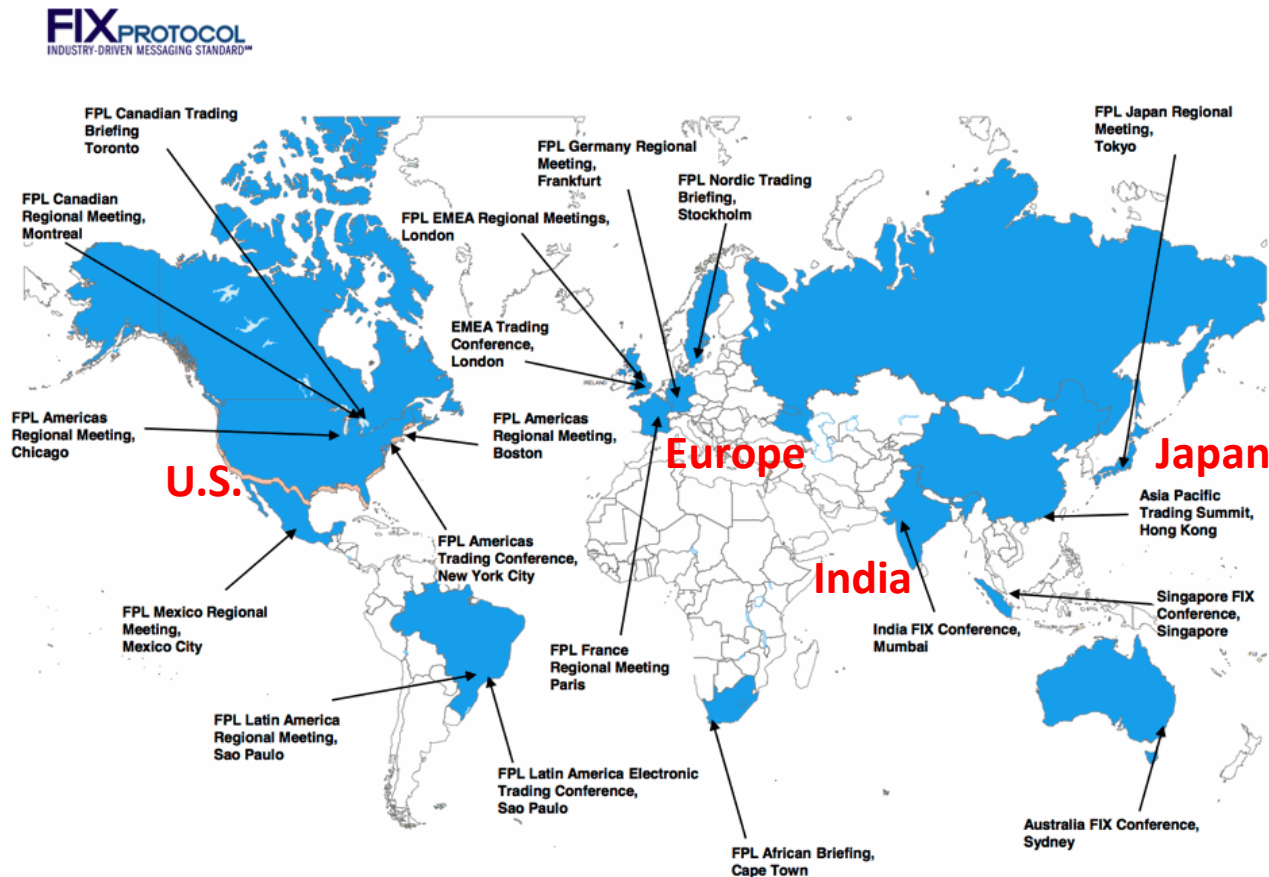 FIX PROTOCOL
INDUSTRY-DRIVEN MESSAGING STANDARD℠
FPL Canadian Trading
Briefing
Toronto
FPL Canadian
Regional Meeting,
Montreal
FPL Americas
Regional Meeting,
Chicago
U.S.
FPL Mexico Regional
Meeting,
Mexico City
FPL Latin America
Regional Meeting,
Sao Paulo
FPL Latin America Electronic
Trading Conference,
Sao Paulo
FPL Americas
Trading Conference,
New York City
FPL Americas
Regional Meeting,
Boston
EMEA Trading
Conference,
London
FPL EMEA Regional Meetings,
London
FPL Germany Regional
Meeting,
Frankfurt
FPL Nordic Trading
Briefing,
Stockholm
IRELAND
Europe
FPL France
Regional Meeting
Paris
FPL African Briefing,
Cape Town
India
India FIX Conference,
Mumbai
FPL Japan Regional
Meeting,
Tokyo
Japan
Asia Pacific
Trading Summit,
Hong Kong
Singapore FIX
Conference,
Singapore
Australia FIX Conference,
Sydney